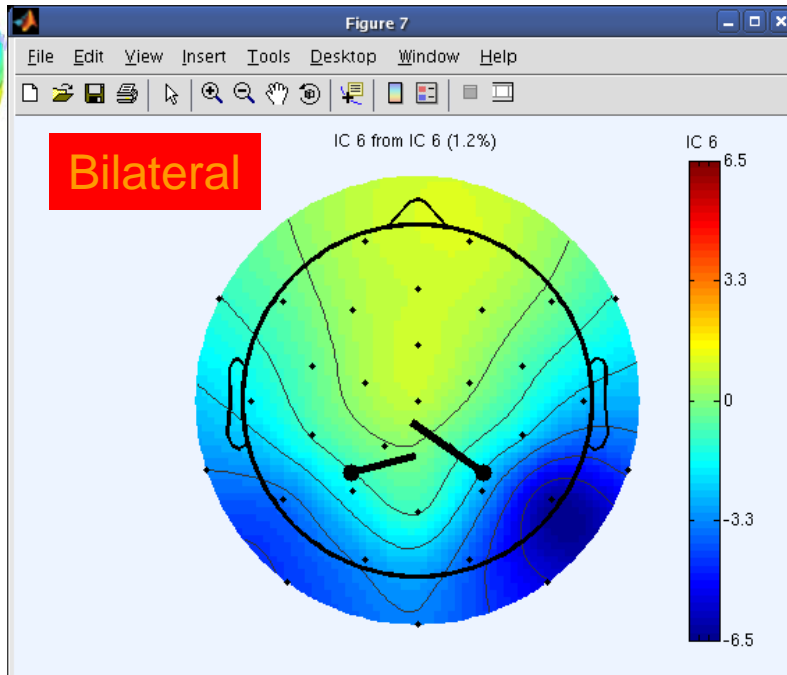 Figure 7
File Edit View Insert Tools Desktop Window Help
Bilateral
IC 6 from IC 6 (1.2%)
IC 6
6.5
3.3
0
-3.3
-6.5